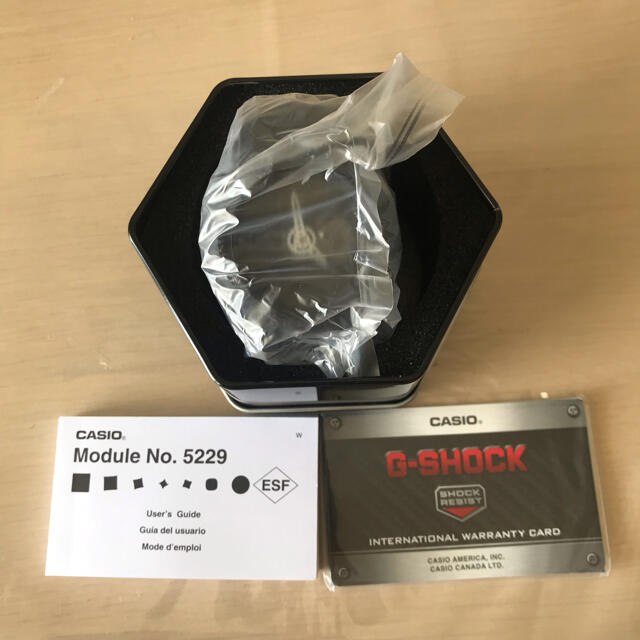 CASIO®
W
Module No. 5229
ESF
User's Guide
Guía del usuario
Mode d'emploi
CASIO®
G-SHOCK
SHOCK
RESIST
INTERNATIONAL WARRANTY CARD
CASIO AMERICA, INC.
CASIO CANADA LTD.